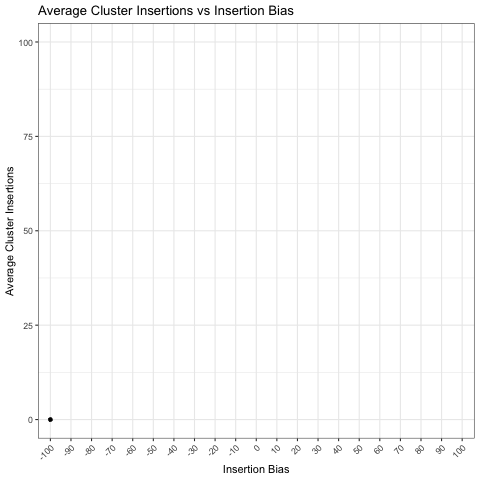 Average Cluster Insertions vs Insertion Bias
Average Cluster Insertions
100
75
50
25
0
-100 -90 -80 -70 -60 -50 -40 -30 -20 -10 0 10 20 30 40 50 60 70 80 90 100
Insertion Bias